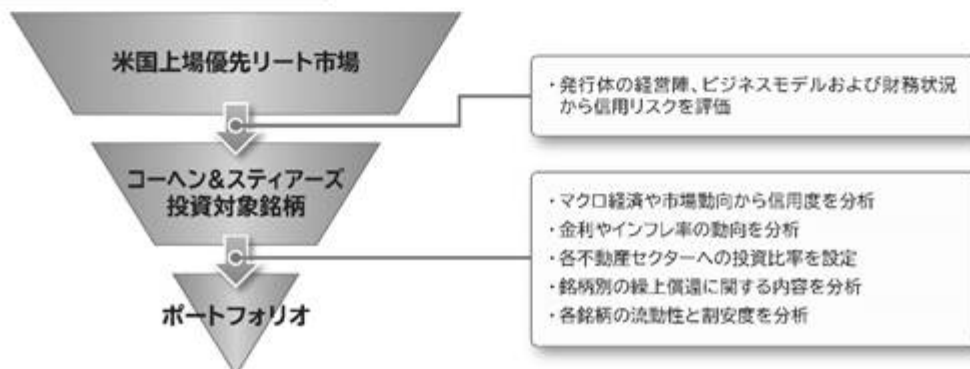 米国上場優先リート市場
・発行体の経営陣、ビジネスモデルおよび財務状況
から信用リスクを評価
コーヘン&スティアーズ
投資対象銘柄
・マクロ経済や市場動向から信用度を分析
・金利やインフレ率の動向を分析
・各不動産セクターへの投資比率を設定
・銘柄別の繰上償還に関する内容を分析
・各銘柄の流動性と割安度を分析
ポートフォリオ